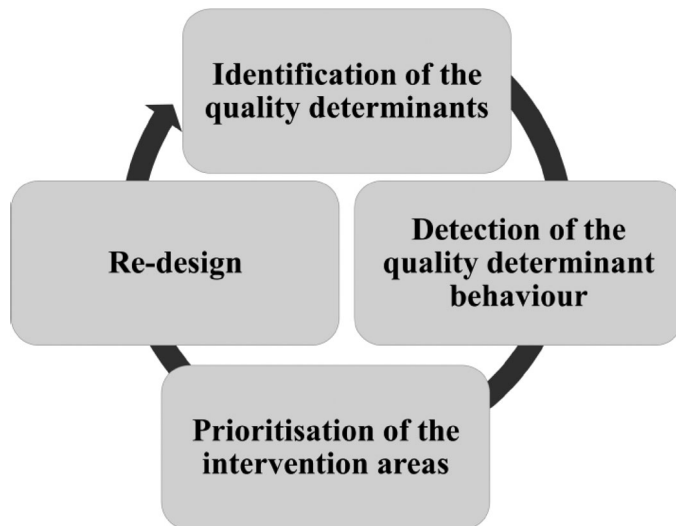 Identification of the
quality determinants
Detection of the
quality determinant
behaviour
Prioritisation of the
intervention areas
Re-design